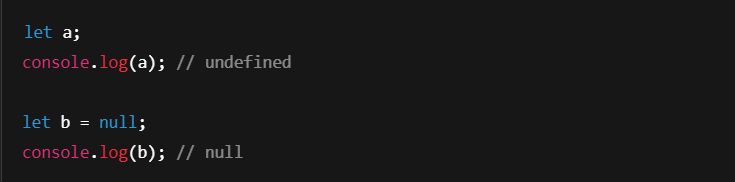 let a;
console.log(a); // undefined
let b = null;
console.log(b); // null